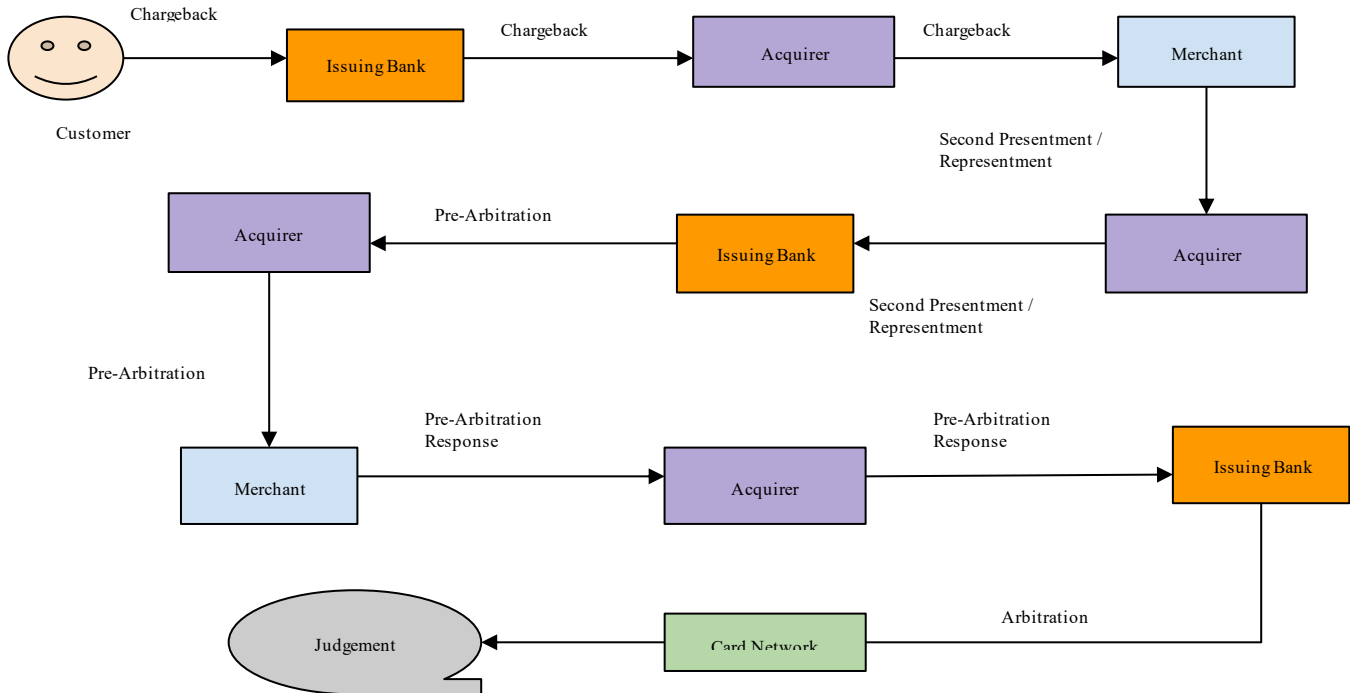 Chargeback
Issuing Bank
Chargeback
Acquirer
Chargeback
Merchant
Customer
Second Presentment /
Representment
Acquirer
Pre-Arbitration
Issuing Bank
Acquirer
Second Presentment /
Representment
Pre-Arbitration
Merchant
Pre-Arbitration
Response
Acquirer
Pre-Arbitration
Response
Issuing Bank
Arbitration
Card Network
Judgement